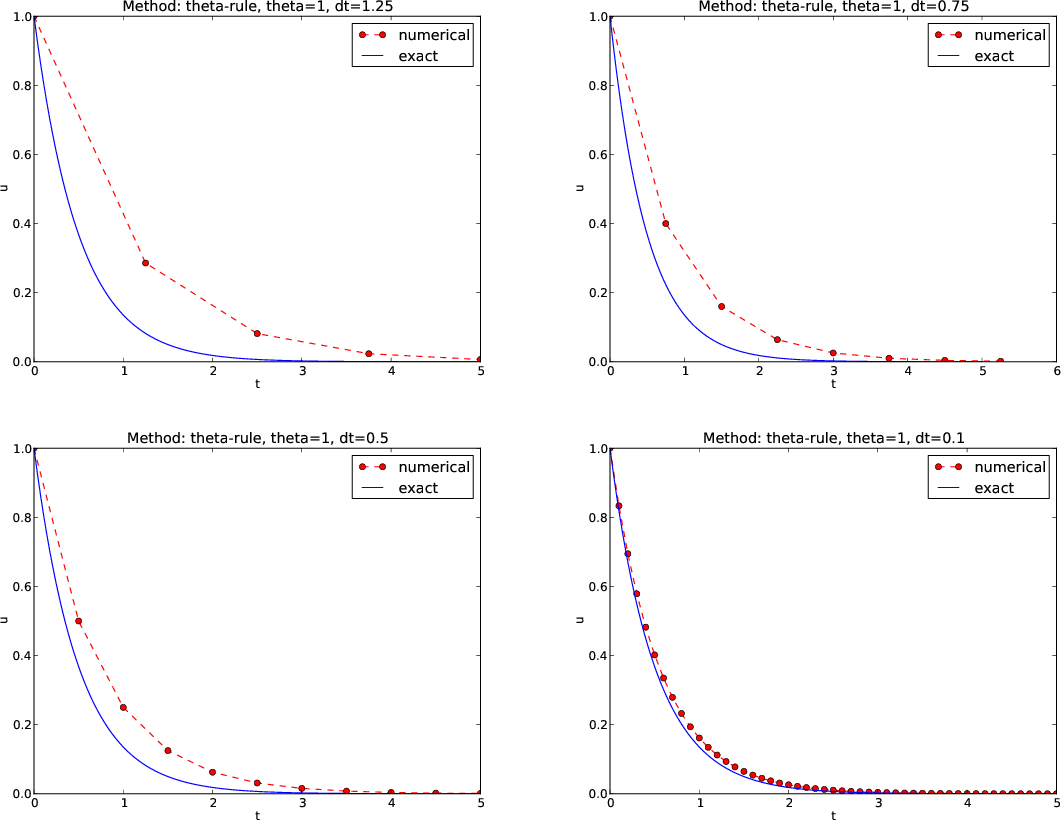 Method: theta-rule, theta=1, dt=1.25
1.0
0.8
0.6
0.4
0.2
0.0
u
numerical
exact
0 1 2 3 4 5
t
Method: theta-rule, theta=1, dt=0.75
1.0
0.8
0.6
0.4
0.2
0.0
u
numerical
exact
0 1 2 3 4 5 6
t
Method: theta-rule, theta=1, dt=0.5
1.0
0.8
0.6
0.4
0.2
0.0
u
numerical
exact
0 1 2 3 4 5
t
Method: theta-rule, theta=1, dt=0.1
1.0
0.8
0.6
0.4
0.2
0.0
u
numerical
exact
0 1 2 3 4 5
t